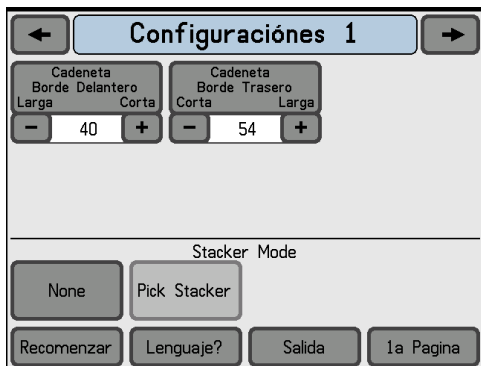 Configuraciónes 1
Cadeneta
Borde Delantero
Larga Corta
- 40 +
Cadeneta
Borde Trasero
Corta Larga
- 54 +
Stacker Mode
None
Pick Stacker
Recomenzar
Lenguaje?
Salida
1a Pagina